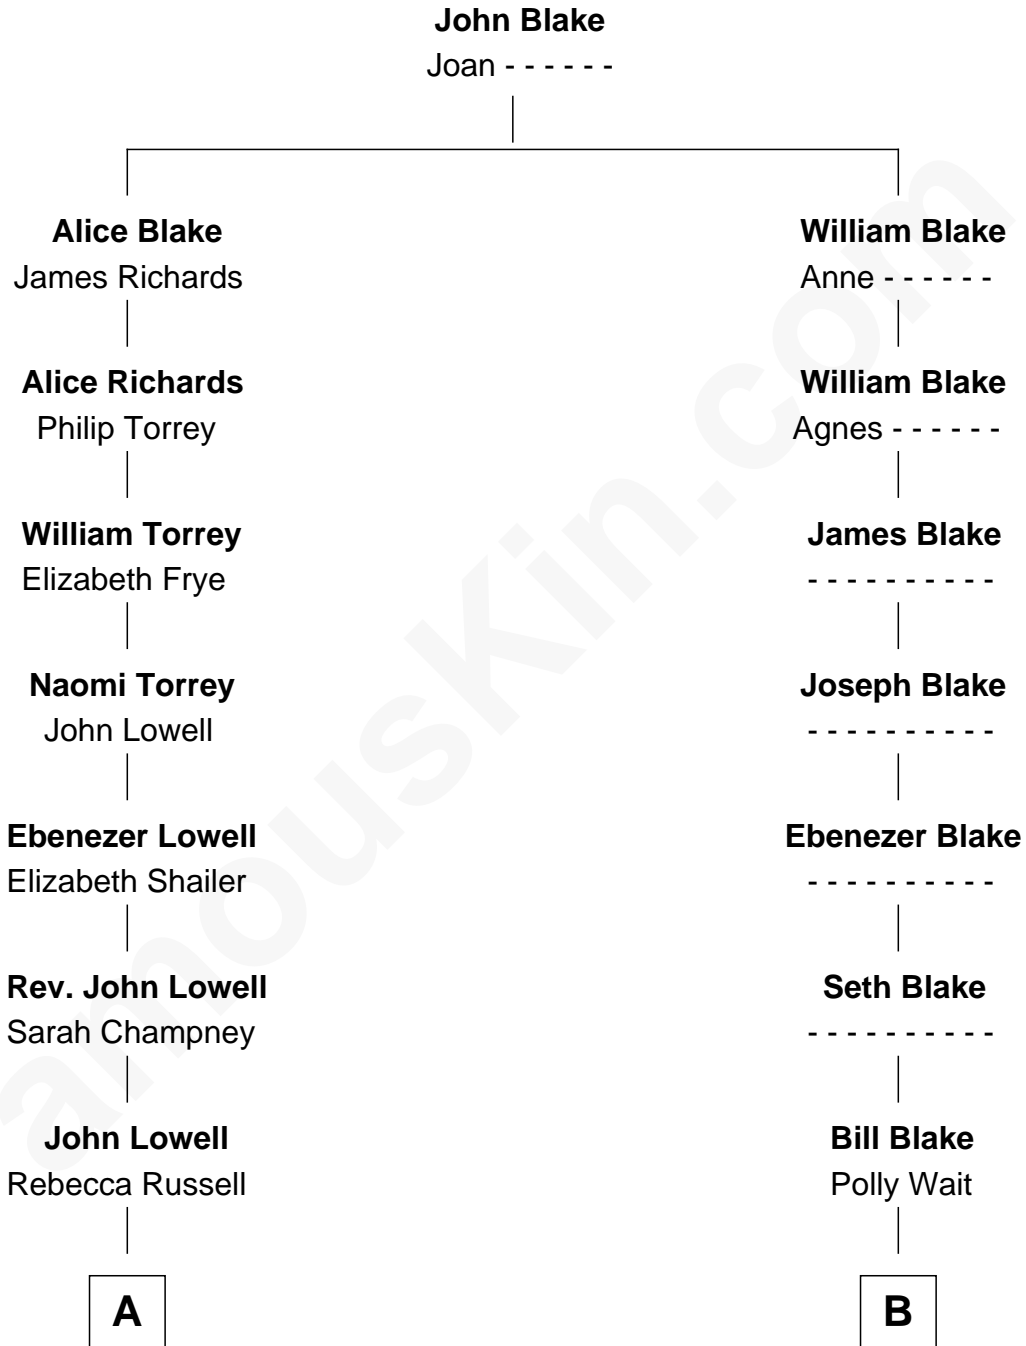 John Blake
Joan - - - - - -
Alice Blake
James Richards
William Blake
Anne - - - - - -
Alice Richards
Philip Torrey
William Blake
Agnes - - - - - -
William Torrey
Elizabeth Frye
James Blake
- - - - - - - - - -
Naomi Torrey
John Lowell
Joseph Blake
- - - - - - - - - -
Ebenezer Lowell
Elizabeth Shailer
Ebenezer Blake
- - - - - - - - - -
Rev. John Lowell
Sarah Champney
Seth Blake
- - - - - - - - - -
John Lowell
Rebecca Russell
Bill Blake
Polly Wait
A
B
amousKin.com